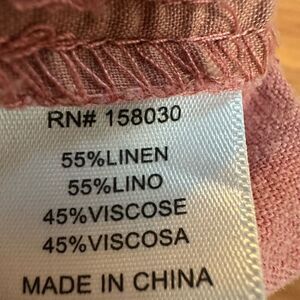 RN# 158030
55%LINEN
55%LINO
45%VISCOSE
45%VISCOSA
MADE IN CHINA